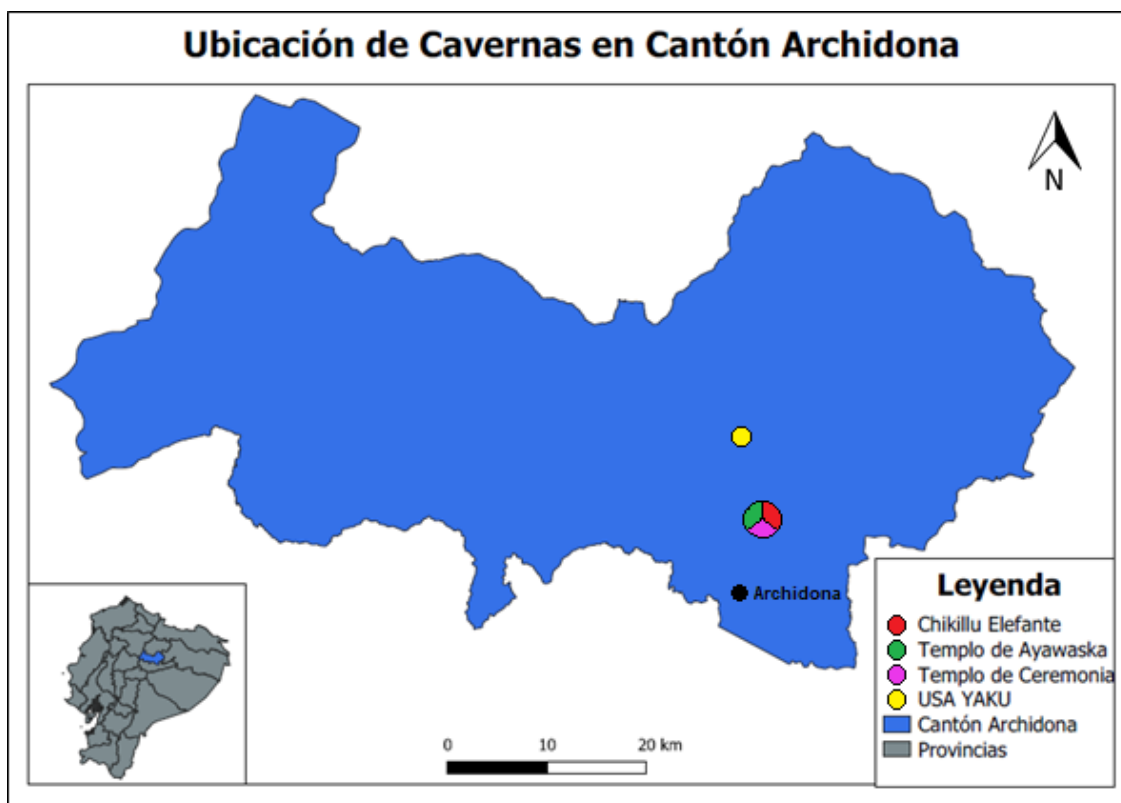 Ubicación de Cavernas en Cantón Archidona
N
Archidona
Leyenda
Chikillu Elefante
Templo de Ayawaska
Templo de Ceremonia
USA YAKU
Cantón Archidona
Provincias
0 10 20 km